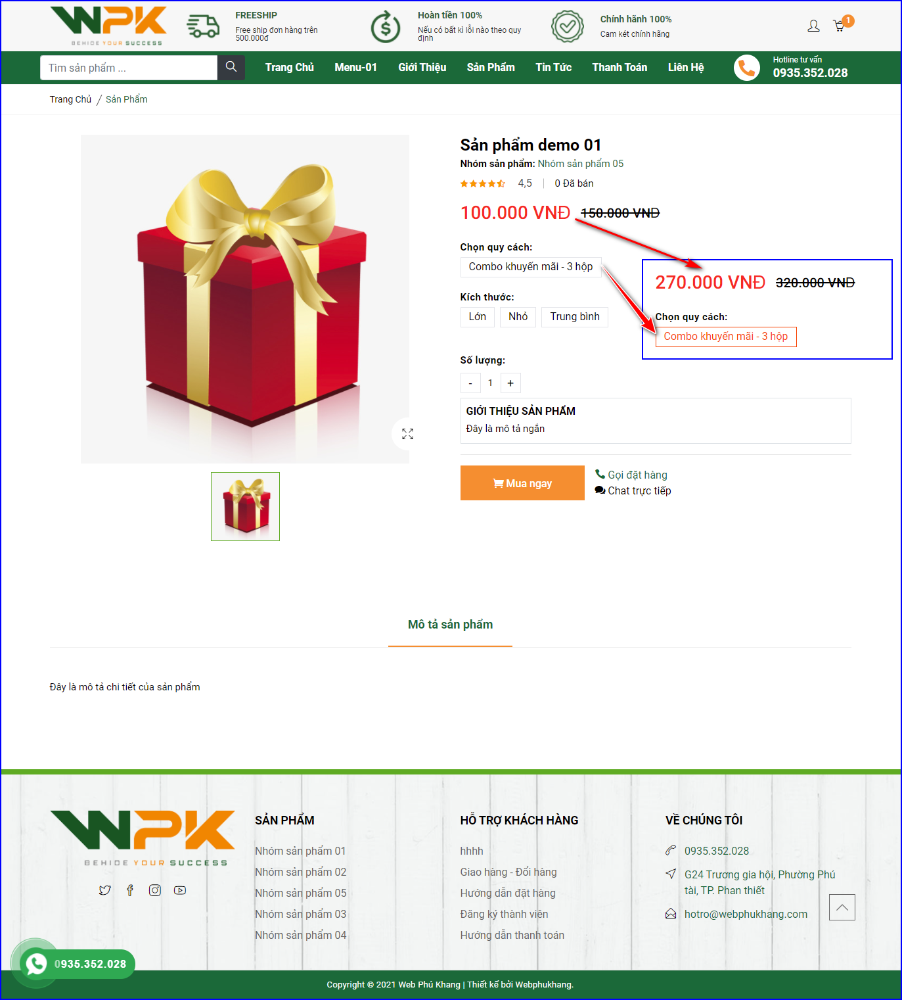 WPK
BEHIDE YOUR SUCCESS
FREESHIP
Free ship đơn hàng trên
500.000đ
Hoàn tiền 100%
Nếu có bất kì lỗi nào theo quy
định
Chính hãnh 100%
Cam két chính hãng
1
Tìm sản phẩm ...
Trang Chủ
Menu-01
Giới Thiệu
Sản Phẩm
Tin Tức
Thanh Toán
Liên Hệ
Hotline tư vấn
0935.352.028
Trang Chủ / Sản Phẩm
Sản phẩm demo 01
Nhóm sản phẩm: Nhóm sản phẩm 05
4,5 | 0 Đã bán
100.000 VNĐ 150.000 VNĐ
Chọn quy cách:
Combo khuyến mãi - 3 hộp
270.000 VNĐ 320.000 VNĐ
Chọn quy cách:
Combo khuyến mãi - 3 hộp
Kích thước:
Lớn
Nhỏ
Trung bình
Số lượng:
- 1 +
GIỚI THIỆU SẢN PHẨM
Đây là mô tả ngắn
Mua ngay
Gọi đặt hàng
Chat trực tiếp
Mô tả sản phẩm
Đây là mô tả chi tiết của sản phẩm
WPK
BEHIDE YOUR SUCCESS
SẢN PHẨM
Nhóm sản phẩm 01
Nhóm sản phẩm 02
Nhóm sản phẩm 05
Nhóm sản phẩm 03
Nhóm sản phẩm 04
HỖ TRỢ KHÁCH HÀNG
hhhh
Giao hàng - Đổi hàng
Hướng dẫn đặt hàng
Đăng ký thành viên
Hướng dẫn thanh toán
VỀ CHÚNG TÔI
0935.352.028
G24 Trương gia hội, Phường Phú
tài, TP. Phan thiết
hotro@webphukhang.com
0935.352.028
Copyright © 2021 Web Phú Khang | Thiết kế bởi Webphukhang.